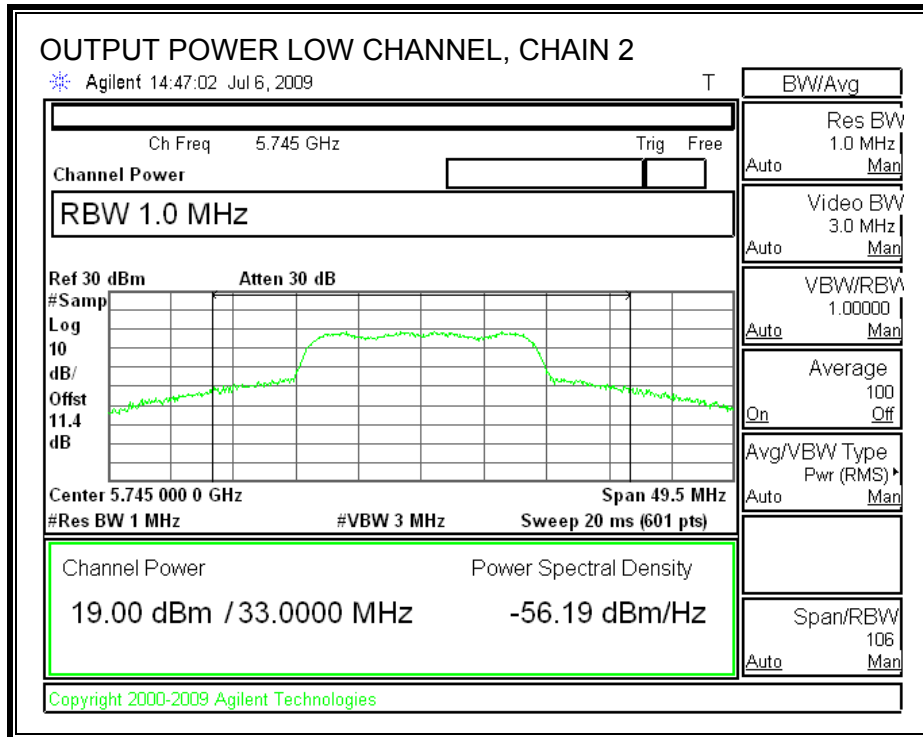 OUTPUT POWER LOW CHANNEL, CHAIN 2
Agilent 14:47:02 Jul 6, 2009 T
BW/Avg
Ch Freq 5.745 GHz Trig Free
Channel Power
RBW 1.0 MHz
Ref 30 dBm Atten 30 dB
#Samp
Log
10
dB/
Offst
11.4
dB
Center 5.745 000 0 GHz Span 49.5 MHz
#Res BW 1 MHz #VBW 3 MHz Sweep 20 ms (601 pts)
Channel Power Power Spectral Density
19.00 dBm / 33.0000 MHz -56.19 dBm/Hz
Copyright 2000-2009 Agilent Technologies
Res BW
1.0 MHz
Auto Man
Video BW
3.0 MHz
Auto Man
VBW/RBW
1.00000
Auto Man
Average
100
On Off
Avg/VBW Type
Pwr (RMS)
Auto Man
Span/RBW
106
Auto Man